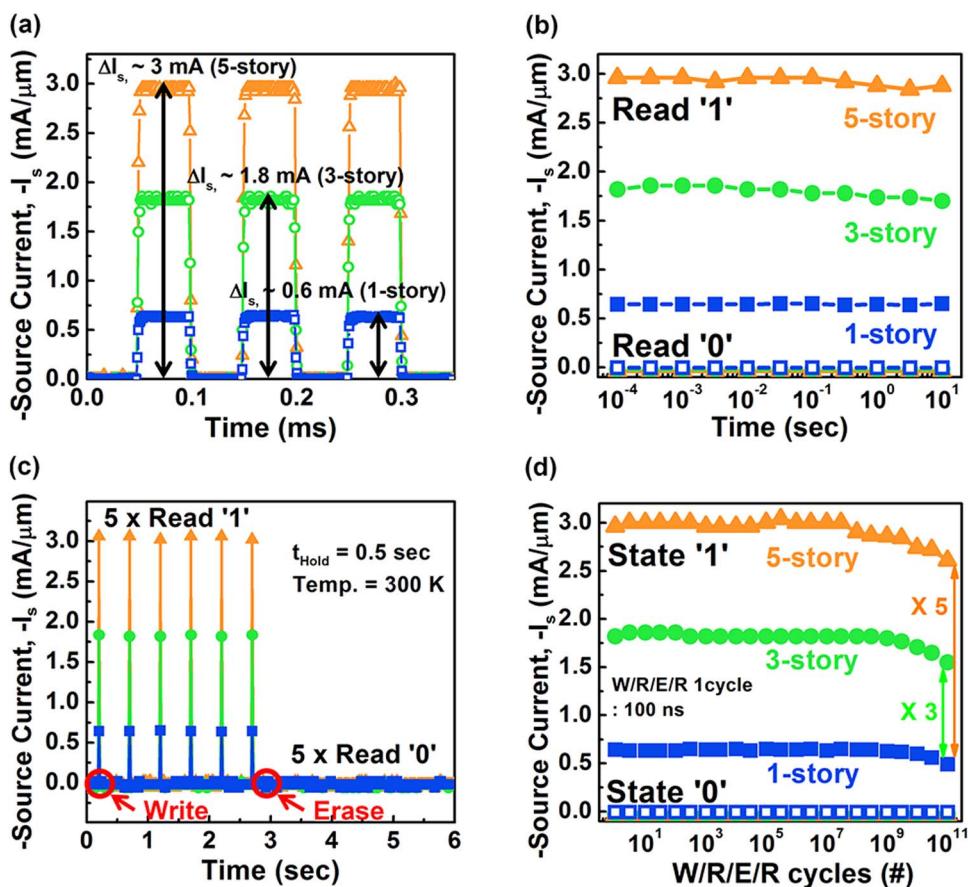 (a)
-Source Current, -Is (mA/μm)
3.0
2.5
2.0
1.5
1.0
0.5
0.0
ΔIs, ~ 3 mA (5-story)
ΔIs, ~ 1.8 mA (3-story)
ΔIs, ~ 0.6 mA (1-story)
0.0 0.1 0.2 0.3
Time (ms)
(b)
-Source Current, -Is (mA/μm)
3.0
2.5
2.0
1.5
1.0
0.5
0.0
Read '1'
5-story
3-story
1-story
Read '0'
10-4 10-3 10-2 10-1 100 101
Time (sec)
(c)
-Source Current, -Is (mA/μm)
3.0
2.5
2.0
1.5
1.0
0.5
0.0
5 x Read '1'
tHold = 0.5 sec
Temp. = 300 K
5 x Read '0'
Write
Erase
0 1 2 3 4 5 6
Time (sec)
(d)
-Source Current, -Is (mA/μm)
3.0
2.5
2.0
1.5
1.0
0.5
0.0
State '1'
5-story
X 5
3-story
W/R/E/R 1cycle
: 100 ns
X 3
1-story
State '0'
101 103 105 107 109 1011
W/R/E/R cycles (#)